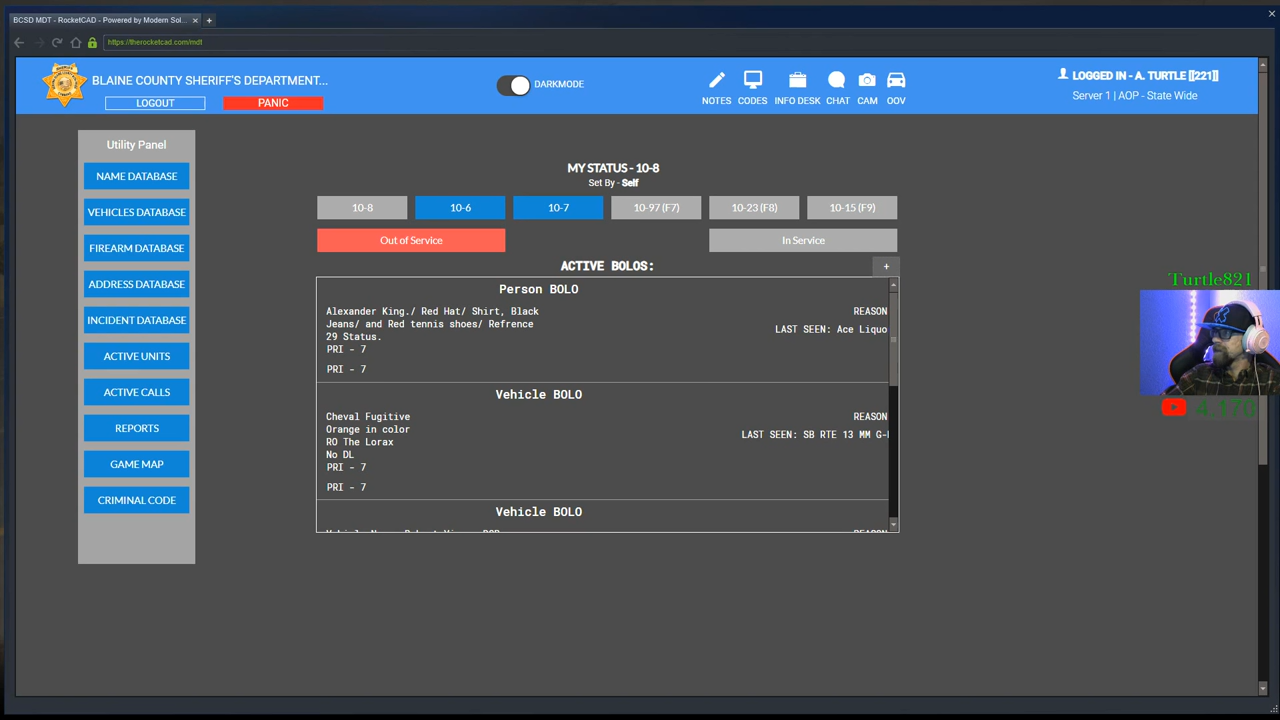 BCSD MDT - RocketCAD - Powered by Modern Sol...
https://therocketcad.com/mdt
BLAINE COUNTY SHERIFF'S DEPARTMENT...
LOGOUT
PANIC
DARKMODE
NOTES
CODES
INFO DESK
CHAT
CAM
OOV
LOGGED IN - A. TURTLE [[221]]
Server 1 | AOP - State Wide
Utility Panel
NAME DATABASE
VEHICLES DATABASE
FIREARM DATABASE
ADDRESS DATABASE
INCIDENT DATABASE
ACTIVE UNITS
ACTIVE CALLS
REPORTS
GAME MAP
CRIMINAL CODE
MY STATUS - 10-8
Set By - Self
10-8
10-6
10-7
10-97 (F7)
10-23 (F8)
10-15 (F9)
Out of Service
In Service
ACTIVE BOLOS:
+
Person BOLO
Alexander King./ Red Hat/ Shirt, Black
Jeans/ and Red tennis shoes/ Refrence
29 Status.
PRI - 7
PRI - 7
REASON
LAST SEEN: Ace Liquo
Vehicle BOLO
Cheval Fugitive
Orange in color
RO The Lorax
No DL
PRI - 7
PRI - 7
REASON
LAST SEEN: SB RTE 13 MM G-
Vehicle BOLO
REASON
Turtle821
4,170